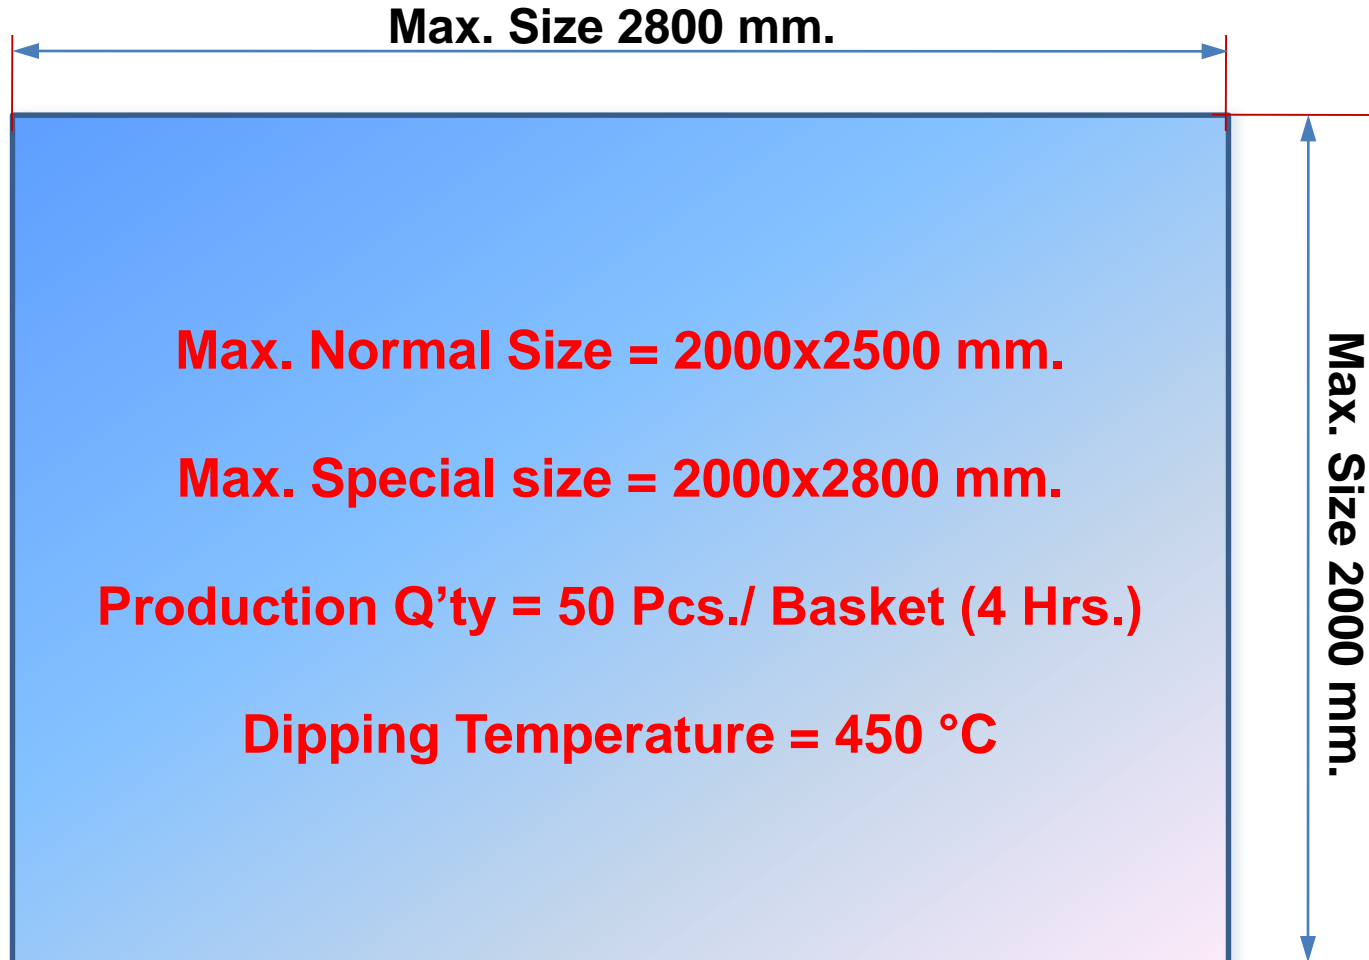 Max. Size 2800 mm.
Max. Normal Size = 2000x2500 mm.
Max. Special size = 2000x2800 mm.
Production Q’ty = 50 Pcs./ Basket (4 Hrs.)
Dipping Temperature = 450 °C
Max. Size 2000 mm.